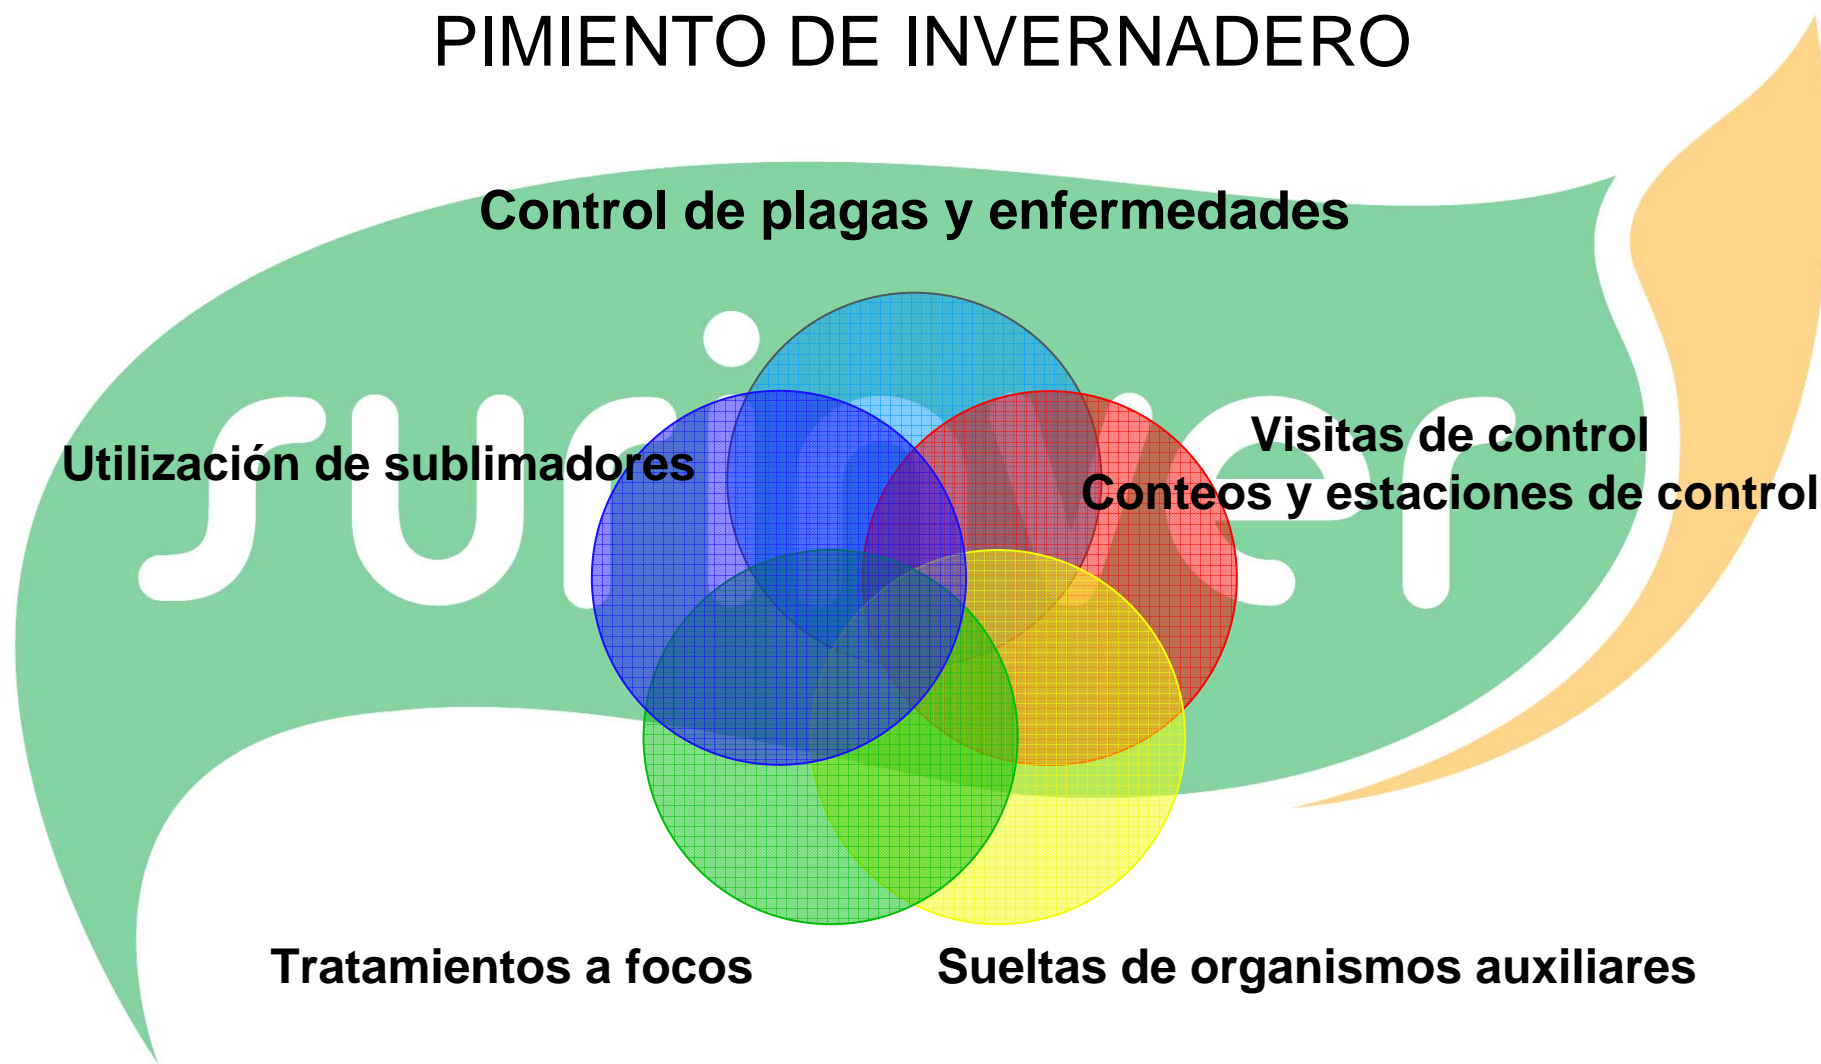 PIMIENTO DE INVERNADERO
Control de plagas y enfermedades
surinver
Utilización de sublimadores
Visitas de control
Conteos y estaciones de control
Tratamientos a focos
Sueltas de organismos auxiliares